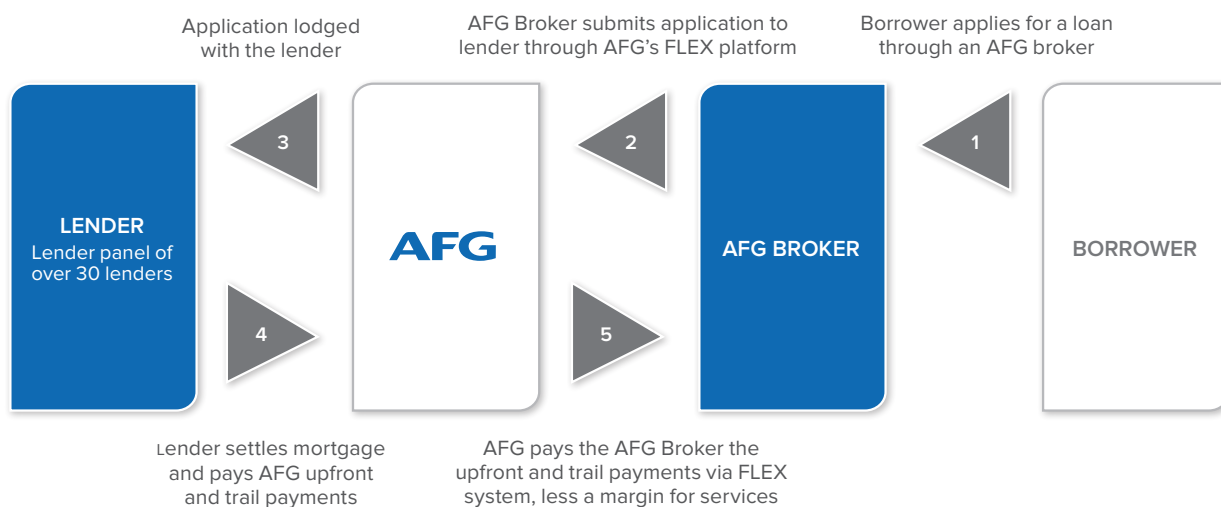 Application lodged
with the lender
AFG Broker submits application to
lender through AFG’s FLEX platform
Borrower applies for a loan
through an AFG broker
3
2
1
LENDER
Lender panel of
over 30 lenders
AFG
AFG BROKER
BORROWER
4
5
Lender settles mortgage
and pays AFG upfront
and trail payments
AFG pays the AFG Broker the
upfront and trail payments via FLEX
system, less a margin for services